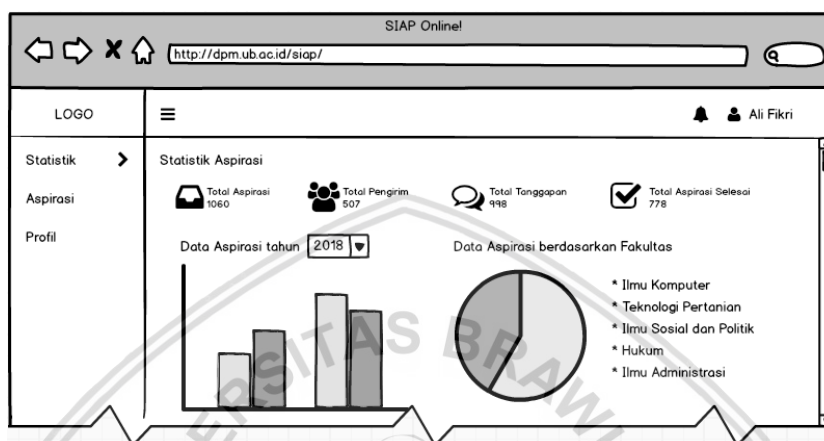 SIAP Online!
http://dpm.ub.ac.id/siap/
LOGO
Ali Fikri
Statistik
Aspirasi
Profil
Statistik Aspirasi
Total Aspirasi
1060
Total Pengirim
507
Total Tanggapan
998
Total Aspirasi Selesai
778
Data Aspirasi tahun 2018
Data Aspirasi berdasarkan Fakultas
* Ilmu Komputer
* Teknologi Pertanian
* Ilmu Sosial dan Politik
* Hukum
* Ilmu Administrasi
ERSITAS BRAWI